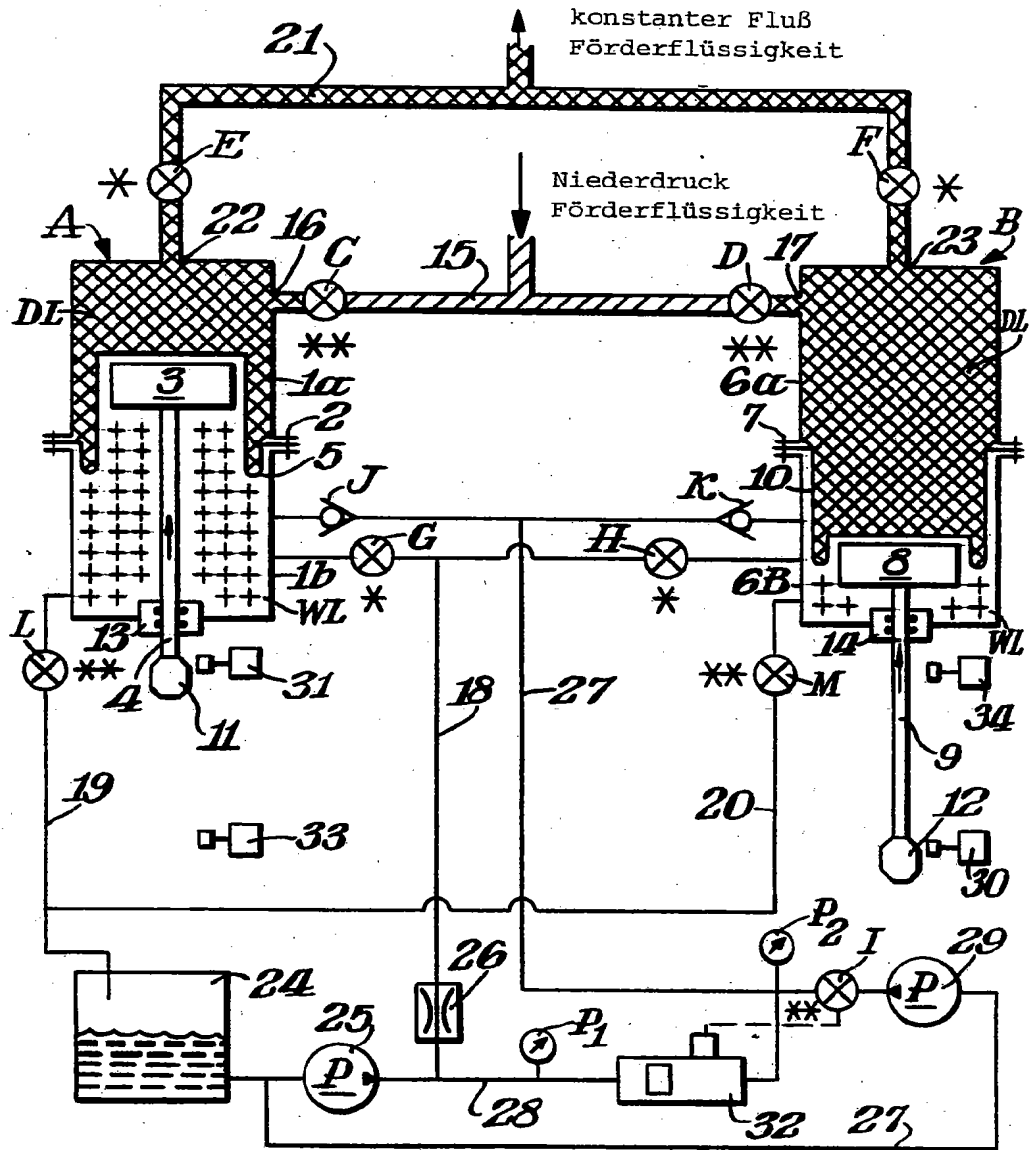 konstanter Fluß
Förderflüssigkeit
21
E
F
Niederdruck
Förderflüssigkeit
A
22
16
C
15
D
17
23
B
DL
DL
3
1a
6a
2
7
5
10
J
K
G
H
1b
6B
8
WL
WL
L
13
14
4
31
M
34
11
18
27
9
19
33
20
12
30
P2
I
29
24
26
P
25
P1
P
28
32
27